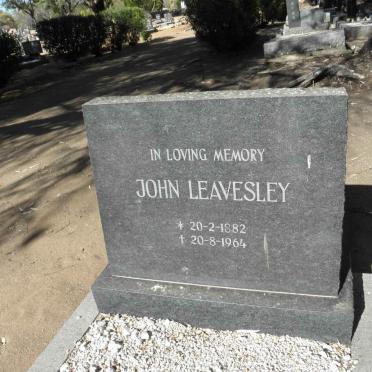 IN LOVING MEMORY
JOHN LEAVESLEY
* 20-2-1882
† 20-8-1964